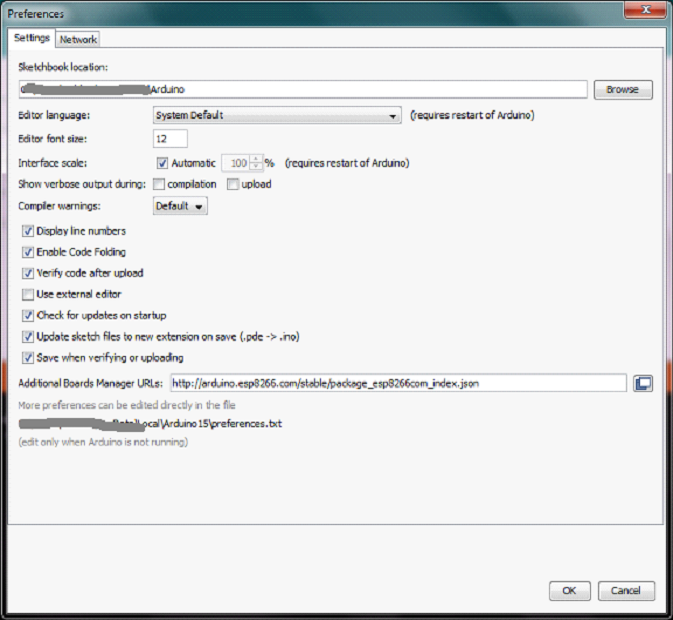 Preferences
Settings
Network
Sketchbook location:
\Arduino
Browse
Editor language:
System Default
(requires restart of Arduino)
Editor font size:
12
Interface scale:
Automatic
100
%
(requires restart of Arduino)
Show verbose output during:
compilation
upload
Compiler warnings:
Default
Display line numbers
Enable Code Folding
Verify code after upload
Use external editor
Check for updates on startup
Update sketch files to new extension on save (.pde -> .ino)
Save when verifying or uploading
Additional Boards Manager URLs:
http://arduino.esp8266.com/stable/package_esp8266com_index.json
More preferences can be edited directly in the file
\Arduino15\preferences.txt
(edit only when Arduino is not running)
OK
Cancel